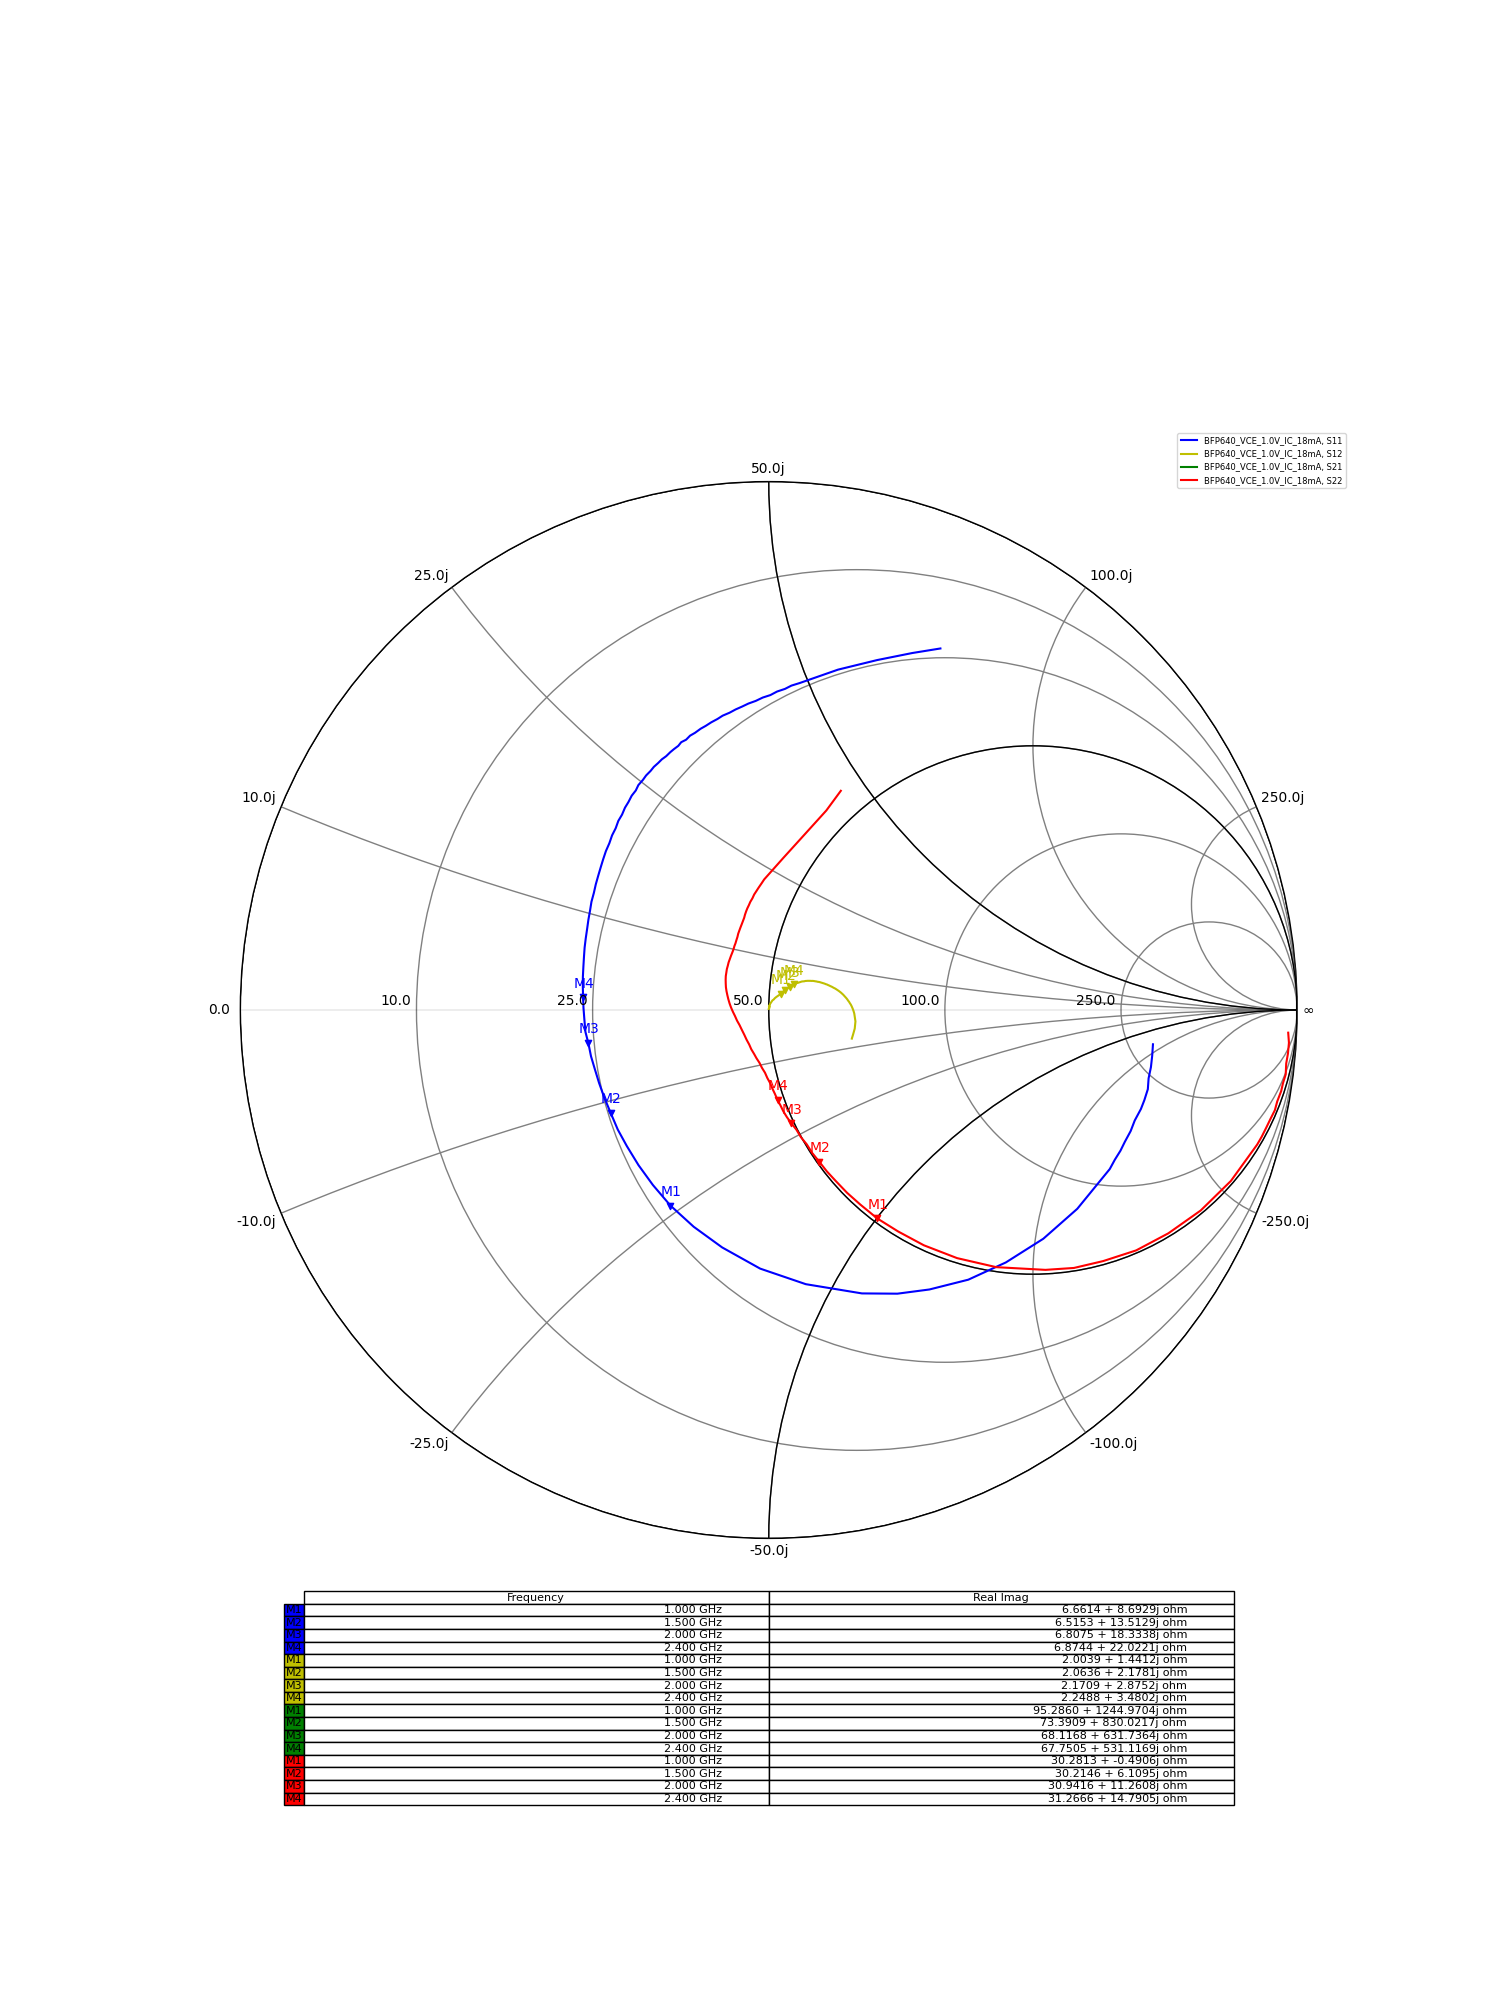 BFP640_VCE_1.0V_IC_18mA, S11
BFP640_VCE_1.0V_IC_18mA, S12
BFP640_VCE_1.0V_IC_18mA, S21
BFP640_VCE_1.0V_IC_18mA, S22
50.0j
25.0j
100.0j
10.0j
250.0j
M1 M2 M3 M4
M4
0.0
10.0
25.0
50.0
100.0
250.0
∞
M3
M4
M2
M3
M2
M1
M1
-10.0j
-250.0j
-25.0j
-100.0j
-50.0j
Frequency Real Imag
M1 1.000 GHz 6.6614 + 8.6929j ohm
M2 1.500 GHz 6.5153 + 13.5129j ohm
M3 2.000 GHz 6.8075 + 18.3338j ohm
M4 2.400 GHz 6.8744 + 22.0221j ohm
M1 1.000 GHz 2.0039 + 1.4412j ohm
M2 1.500 GHz 2.0636 + 2.1781j ohm
M3 2.000 GHz 2.1709 + 2.8752j ohm
M4 2.400 GHz 2.2488 + 3.4802j ohm
M1 1.000 GHz 95.2860 + 1244.9704j ohm
M2 1.500 GHz 73.3909 + 830.0217j ohm
M3 2.000 GHz 68.1168 + 631.7364j ohm
M4 2.400 GHz 67.7505 + 531.1169j ohm
M1 1.000 GHz 30.2813 + -0.4906j ohm
M2 1.500 GHz 30.2146 + 6.1095j ohm
M3 2.000 GHz 30.9416 + 11.2608j ohm
M4 2.400 GHz 31.2666 + 14.7905j ohm